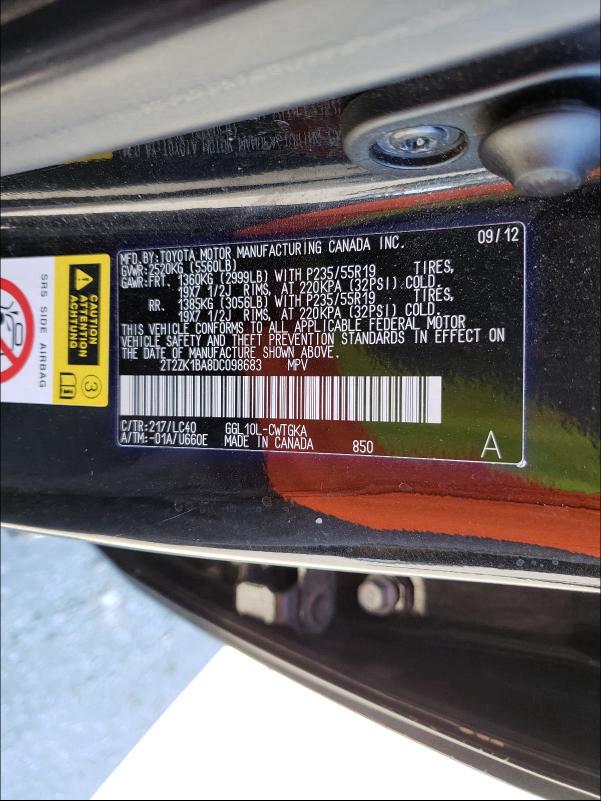 MFD.BY:TOYOTA MOTOR MANUFACTURING CANADA INC. 09/12
GVWR:2520KG (5560LB)
GAWR:FRT. 1360KG (2999LB) WITH P235/55R19 TIRES,
19X7 1/2J RIMS, AT 220KPA (32PSI) COLD.
RR. 1385KG (3056LB) WITH P235/55R19 TIRES,
19X7 1/2J RIMS, AT 220KPA (32PSI) COLD.
THIS VEHICLE CONFORMS TO ALL APPLICABLE FEDERAL MOTOR
VEHICLE SAFETY AND THEFT PREVENTION STANDARDS IN EFFECT ON
THE DATE OF MANUFACTURE SHOWN ABOVE.
2T2ZK1BA8DC098683 MPV
C/TR:217/LC40 GGL10L-CWTGKA
A/TM:-01A/U660E MADE IN CANADA 850 A
CAUTION
ATTENTION
ACHTUNG
3
SRS SIDE AIRBAG